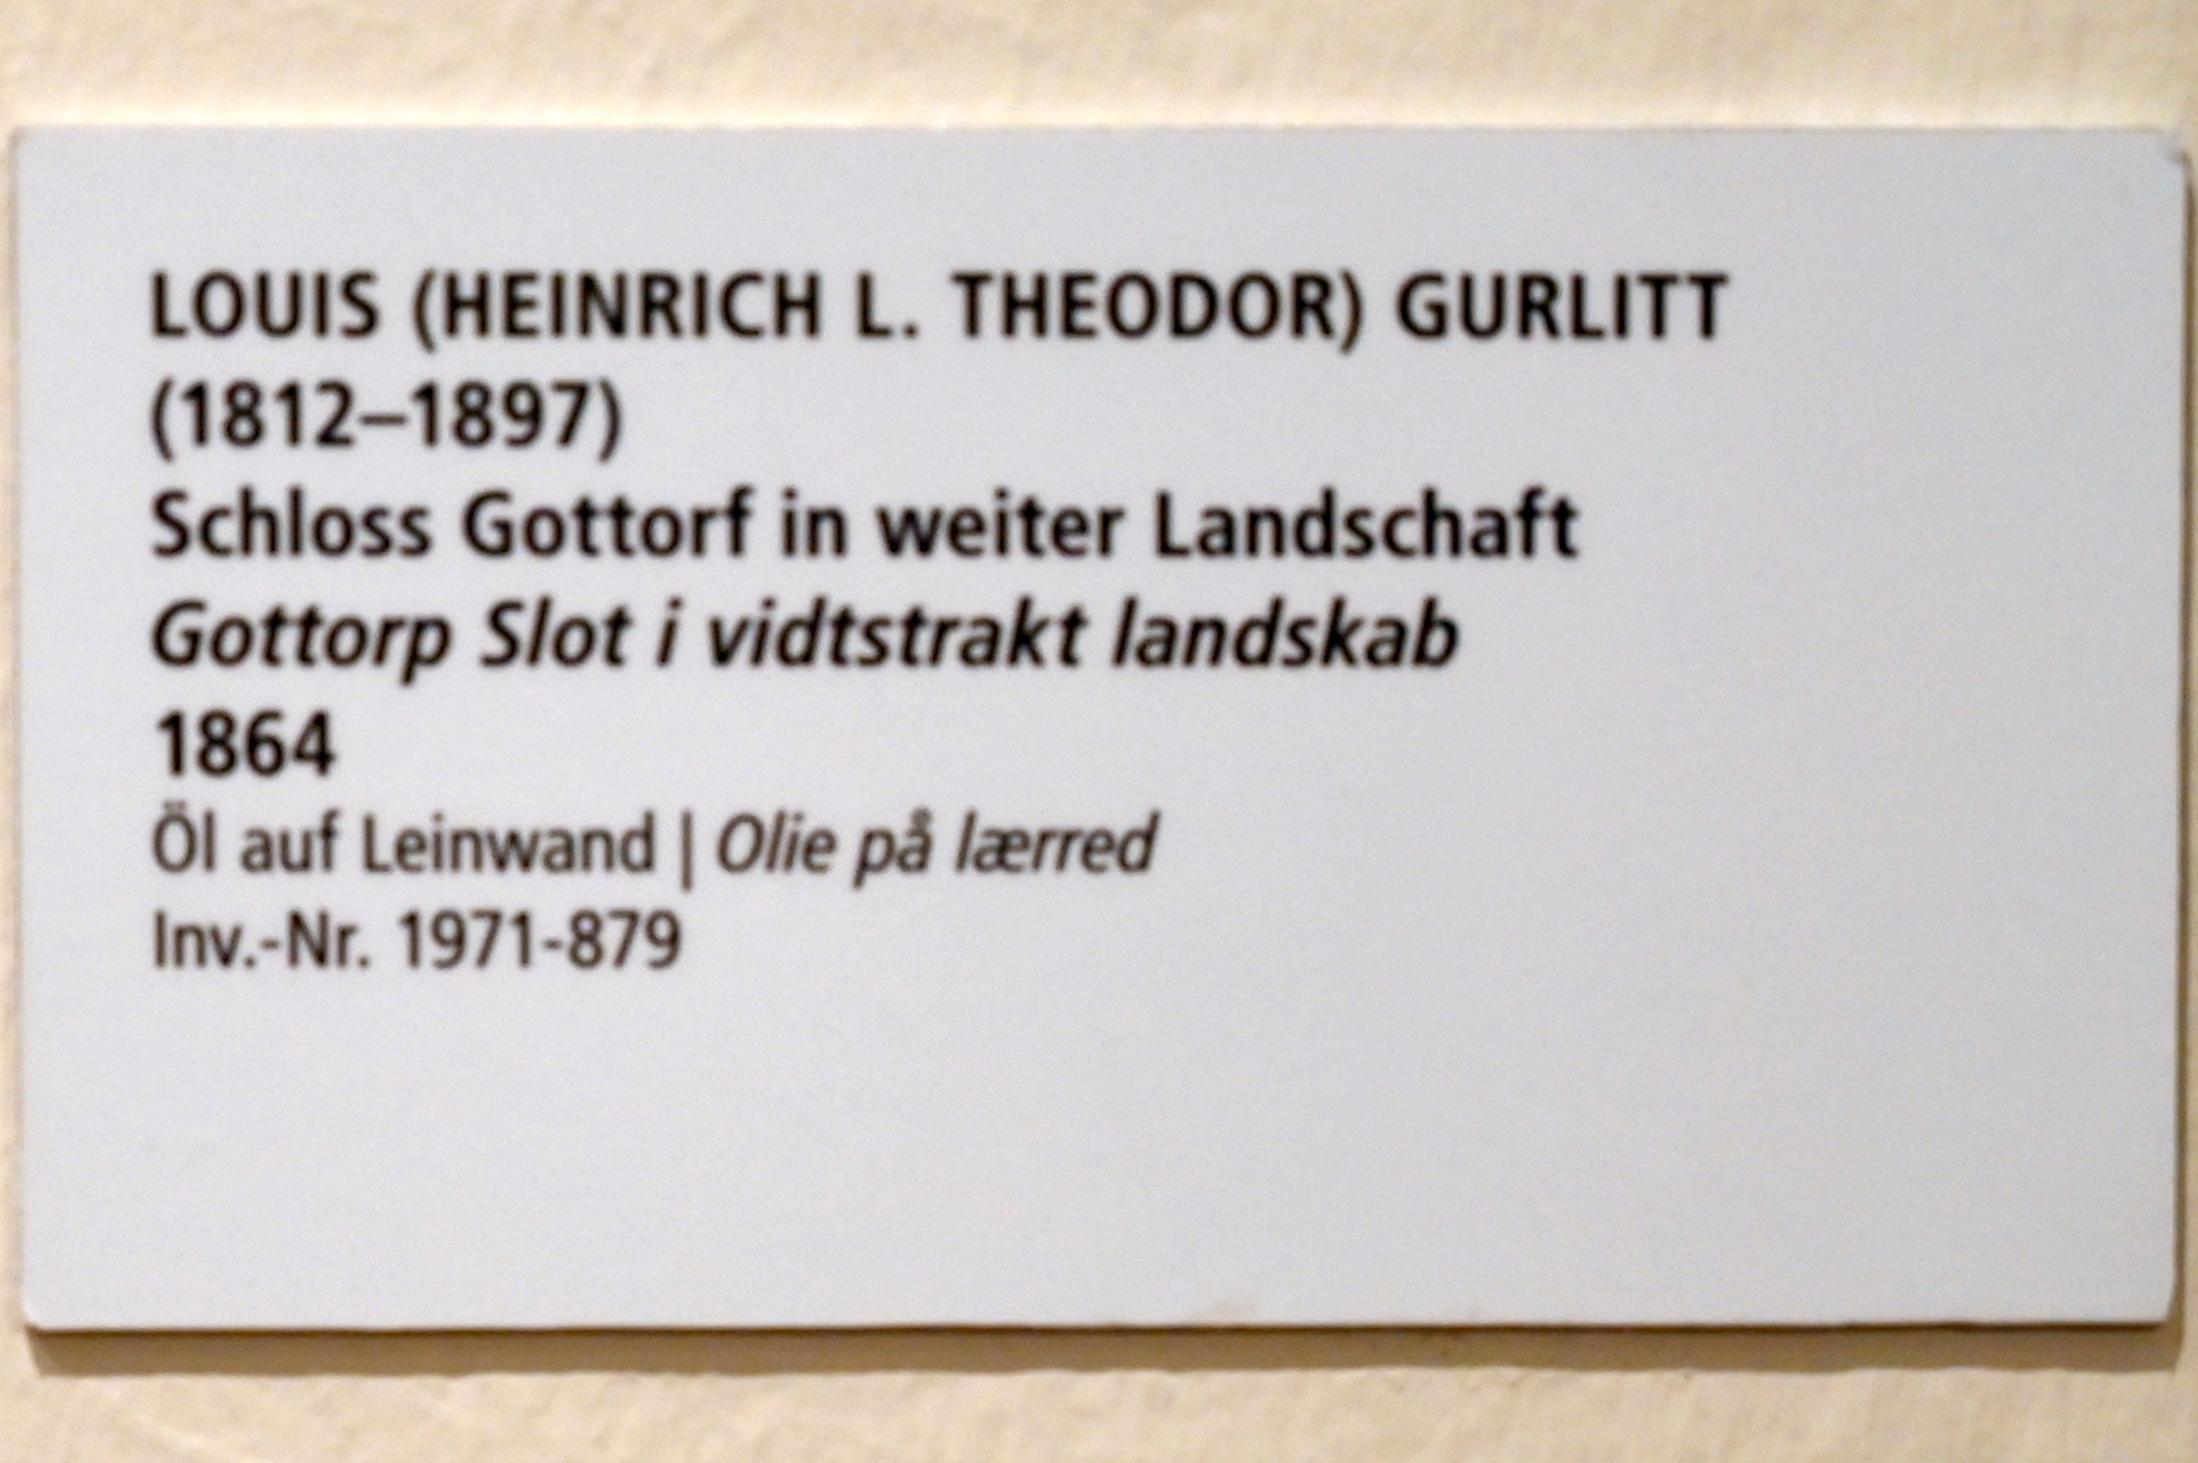 LOUIS (HEINRICH L. THEODOR) GURLITT
(1812–1897)
Schloss Gottorf in weiter Landschaft
Gottorp Slot i vidtstrakt landskab
1864
Öl auf Leinwand | Olie på lærred
Inv.-Nr. 1971-879